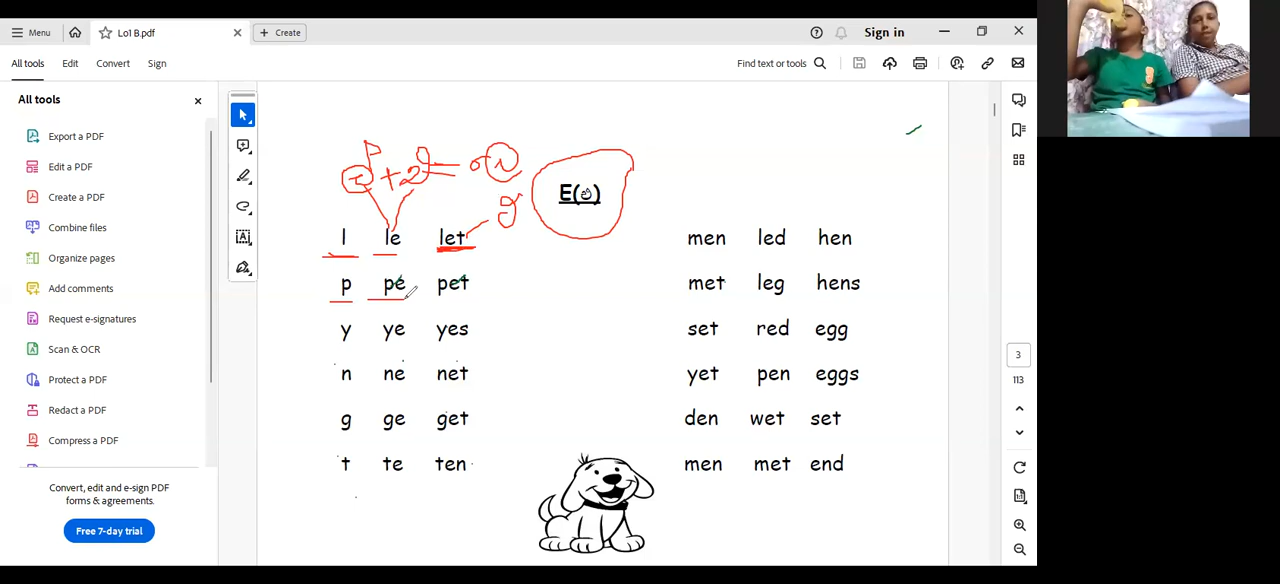 Menu
Lo1 B.pdf
Create
Sign in
All tools Edit Convert Sign
Find text or tools
All tools
Export a PDF
Edit a PDF
Create a PDF
Combine files
Organize pages
Add comments
Request e-signatures
Scan & OCR
Protect a PDF
Redact a PDF
Compress a PDF
Convert, edit and e-sign PDF
forms & agreements.
Free 7-day trial
E(එ)
l le let
p pe pet
y ye yes
n ne net
g ge get
t te ten
men led hen
met leg hens
set red egg
yet pen eggs
den wet set
men met end
3
113